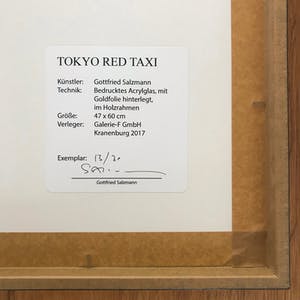 TOKYO RED TAXI
Künstler: Gottfried Salzmann
Technik: Bedrucktes Acrylglas, mit
Goldfolie hinterlegt,
im Holzrahmen
Größe: 47 x 60 cm
Verleger: Galerie-F GmbH
Kranenburg 2017
Exemplar: 13/20
Gottfried Salzmann